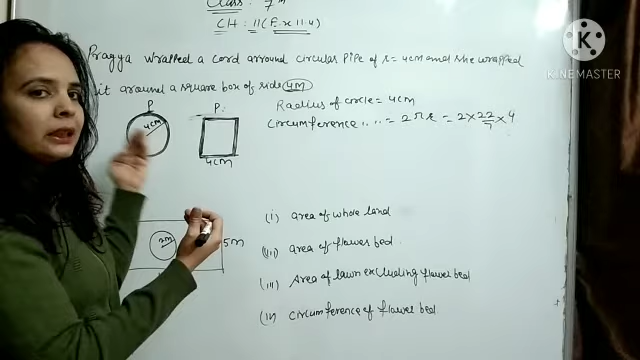 Class: 7th
CH: 11 (Ex 11.4)
Pragya wrapped a cord arround circular pipe of r = 4cm and she wrapped
it around a square box of side 4M
K
KINEMASTER
P P:
4cm
4cm
Radius of circle = 4cm
circumference .. .. = 2πr = 2×22/7×4
2m
5m
(i) area of whole land
(ii) area of flower bed.
(iii) Area of lawn excluding flower bed
(iv) circumference of flower bed.